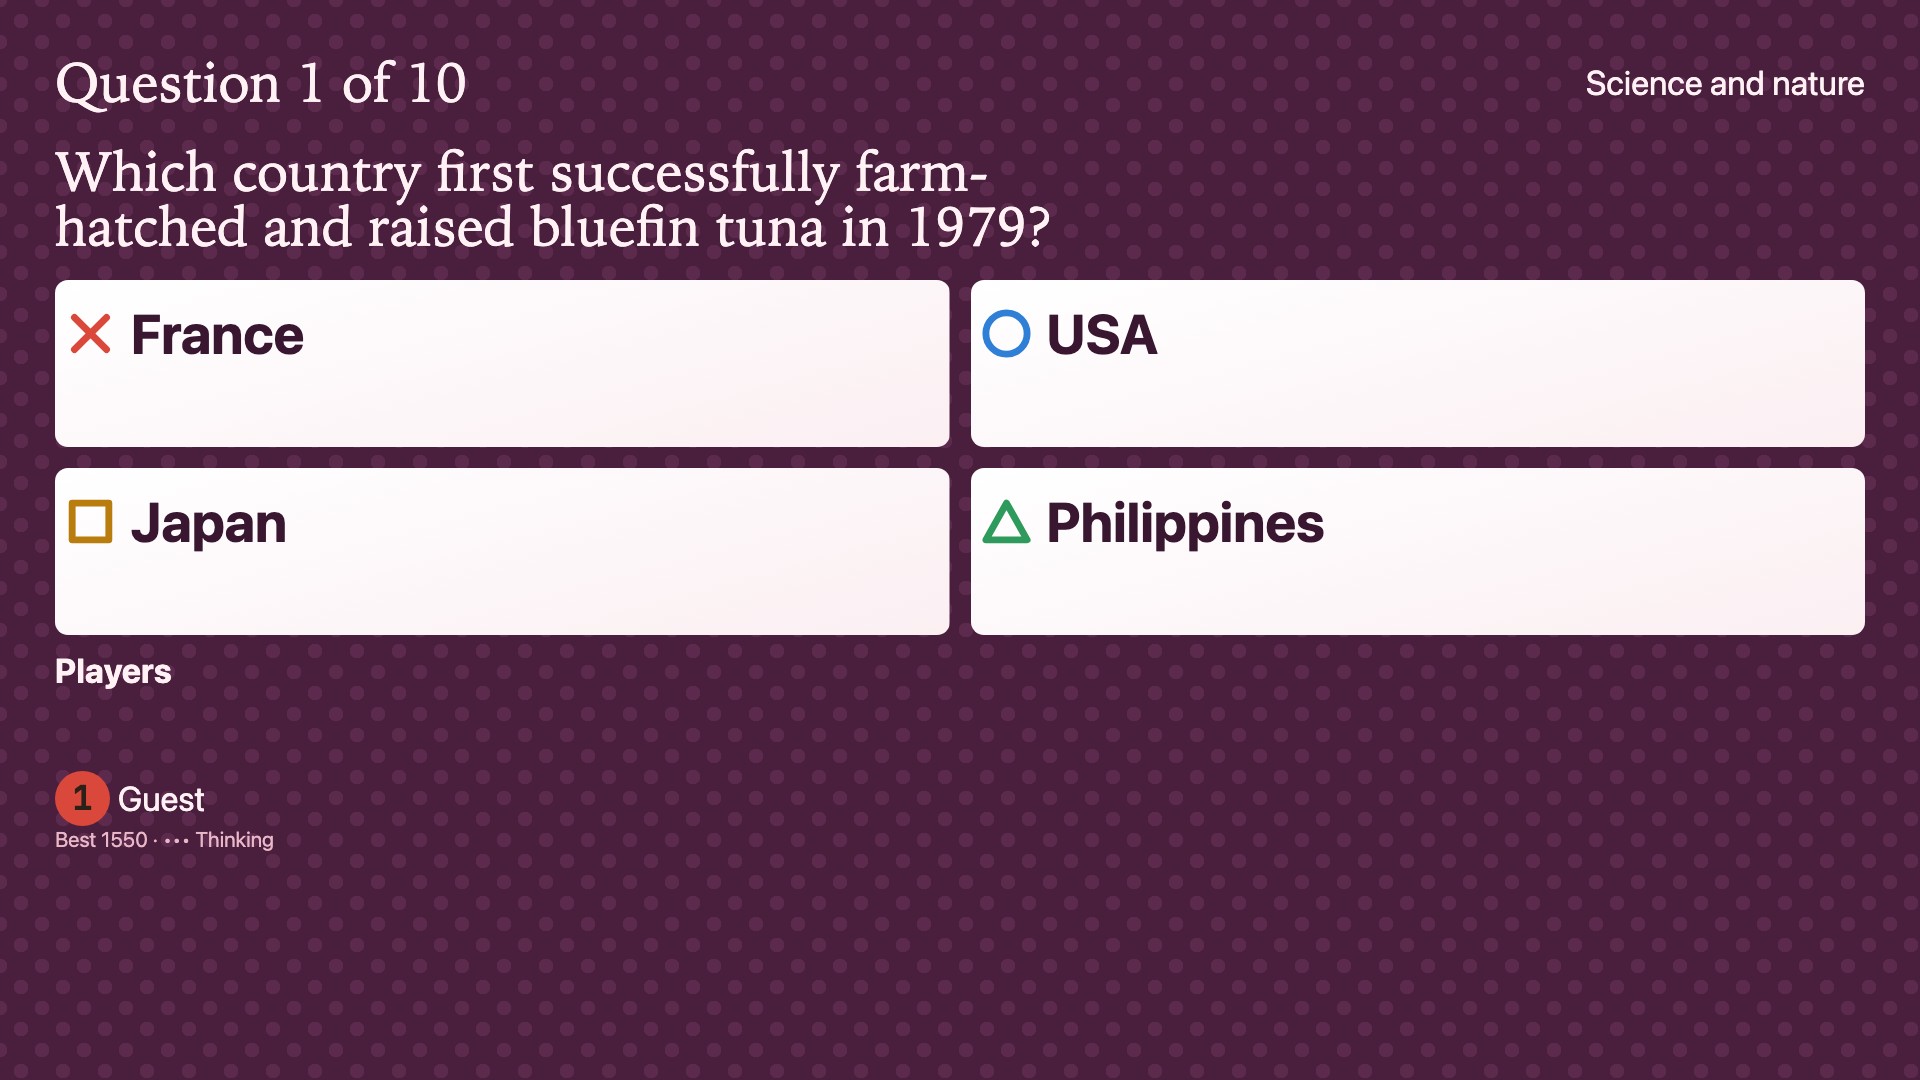 Question 1 of 10
Science and nature
Which country first successfully farm-
hatched and raised bluefin tuna in 1979?
France
USA
Japan
Philippines
Players
1 Guest
Best 1550 · ••• Thinking